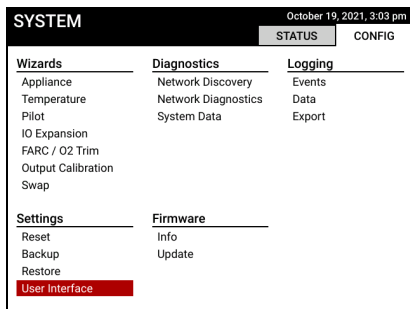 SYSTEM
October 19, 2021, 3:03 pm
STATUS
CONFIG
Wizards
Appliance
Temperature
Pilot
IO Expansion
FARC / O2 Trim
Output Calibration
Swap
Diagnostics
Network Discovery
Network Diagnostics
System Data
Logging
Events
Data
Export
Settings
Reset
Backup
Restore
User Interface
Firmware
Info
Update